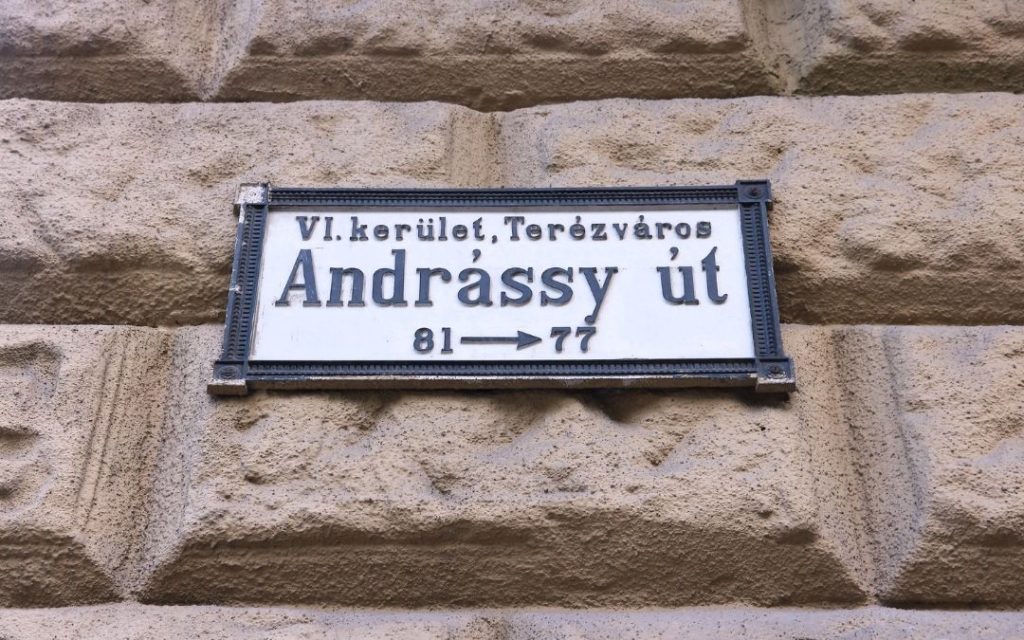 VI. kerület, Terézváros
Andrássy út
81 → 77